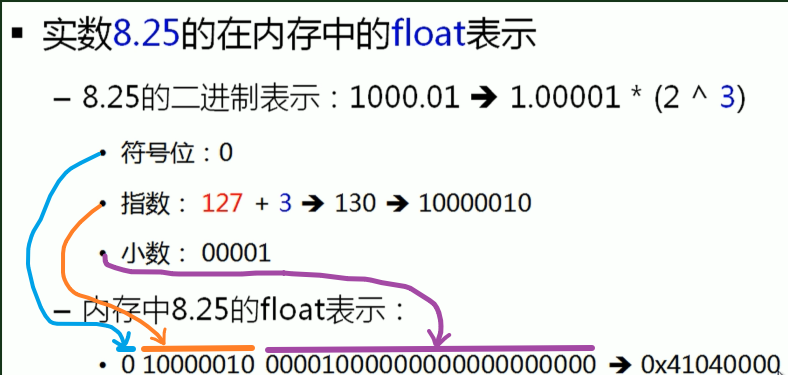 ▪ 实数8.25的在内存中的float表示
– 8.25的二进制表示：1000.01 ➔ 1.00001 * (2 ^ 3)
• 符号位：0
• 指数： 127 + 3 ➔ 130 ➔ 10000010
• 小数： 00001
– 内存中8.25的float表示：
• 0 10000010 00001000000000000000000 ➔ 0x41040000